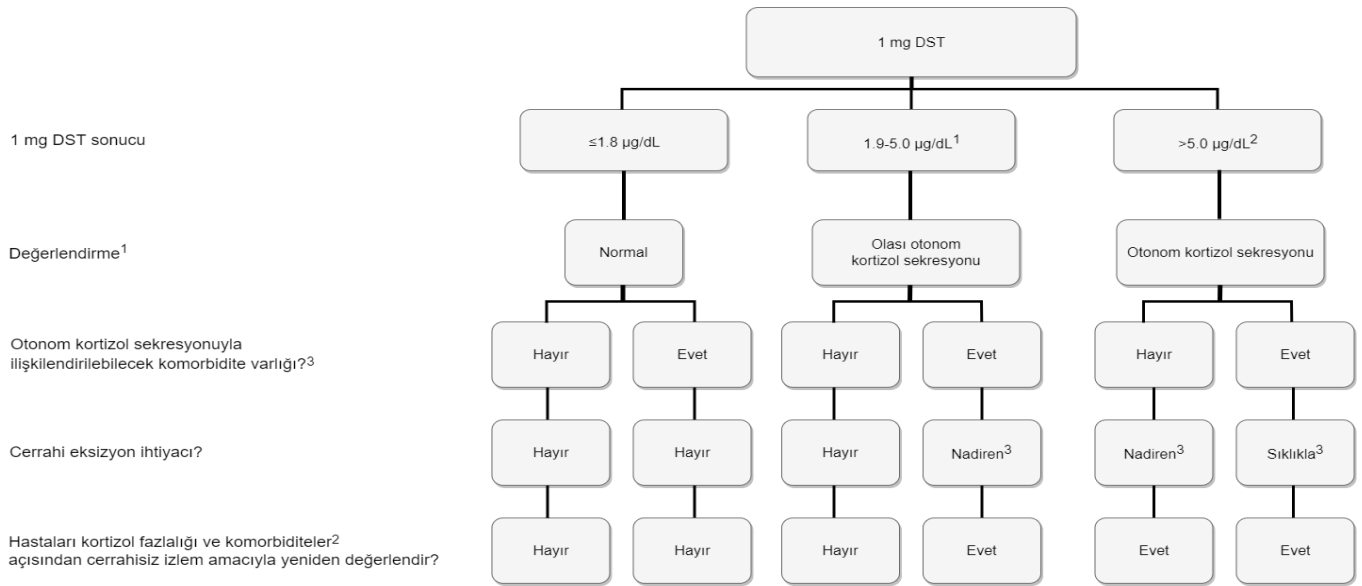 1 mg DST
1 mg DST sonucu
≤1.8 µg/dL
1.9-5.0 µg/dL1
>5.0 µg/dL2
Değerlendirme1
Normal
Olası otonom
kortizol sekresyonu
Otonom kortizol sekresyonu
Otonom kortizol sekresyonuyla
ilişkilendirilebilecek komorbidite varlığı?3
Hayır
Evet
Hayır
Evet
Hayır
Evet
Cerrahi eksizyon ihtiyacı?
Hayır
Hayır
Hayır
Nadiren3
Nadiren3
Sıklıkla3
Hastaları kortizol fazlalığı ve komorbiditeler2
açısından cerrahisiz izlem amacıyla yeniden değerlendir?
Hayır
Hayır
Hayır
Evet
Evet
Evet